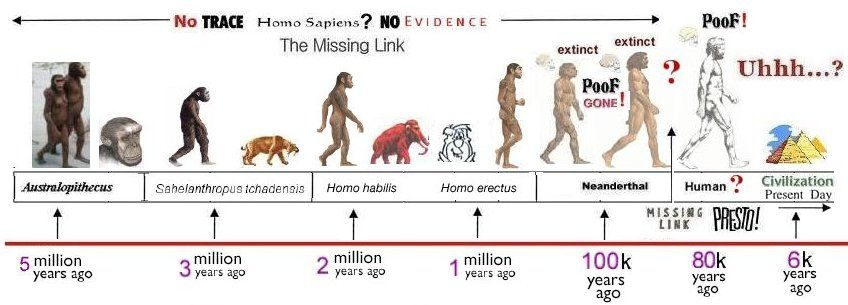 No TRACE Homo Sapiens? NO EVIDENCE
The Missing Link
PooF!
extinct
extinct
?
Uhhh...?
PooF
GONE!
Australopithecus
Sahelanthropus tchadensis
Homo habilis
Homo erectus
Neanderthal
Human ?
Civilization
Present Day
MISSING
LINK
PRESTO!
5 million
years ago
3 million
years ago
2 million
years ago
1 million
years ago
100k
years
ago
80k
years
ago
6k
years
ago